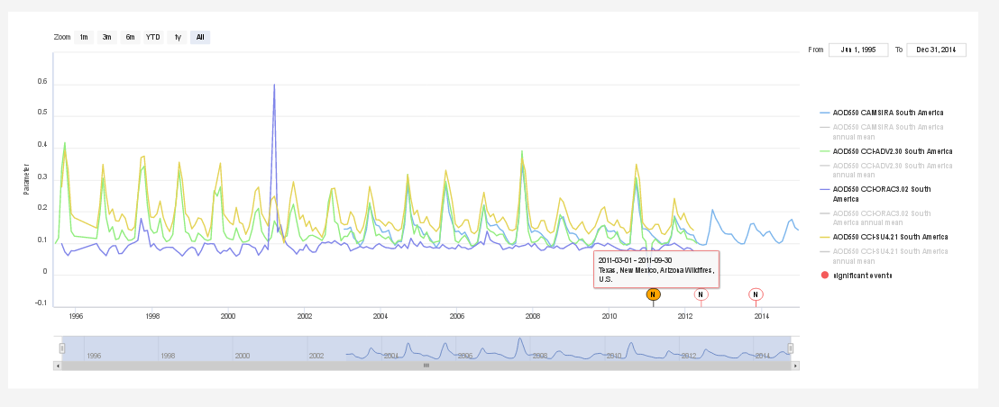 Zoom 1m 3m 6m YTD 1y All
From Jun 1, 1995 To Dec 31, 2014
0.6
0.5
0.4
0.3
0.2
0.1
0
-0.1
Parameter
1996 1998 2000 2002 2004 2006 2008 2010 2012 2014
2011-03-01 - 2011-09-30
Texas, New Mexico, Arizona Wildfires,
U.S.
N N N
AOD550 CAMSIRA South America
AOD550 CAMSIRA South America
annual mean
AOD550 CCI-ADV2.30 South America
AOD550 CCI-ADV2.30 South America
annual mean
AOD550 CCI-ORAC3.02 South
America
AOD550 CCI-ORAC3.02 South
America annual mean
AOD550 CCI-SU4.21 South America
AOD550 CCI-SU4.21 South America
annual mean
significant events
1996 1998 2000 2002 2004 2006 2008 2010 2012 2014